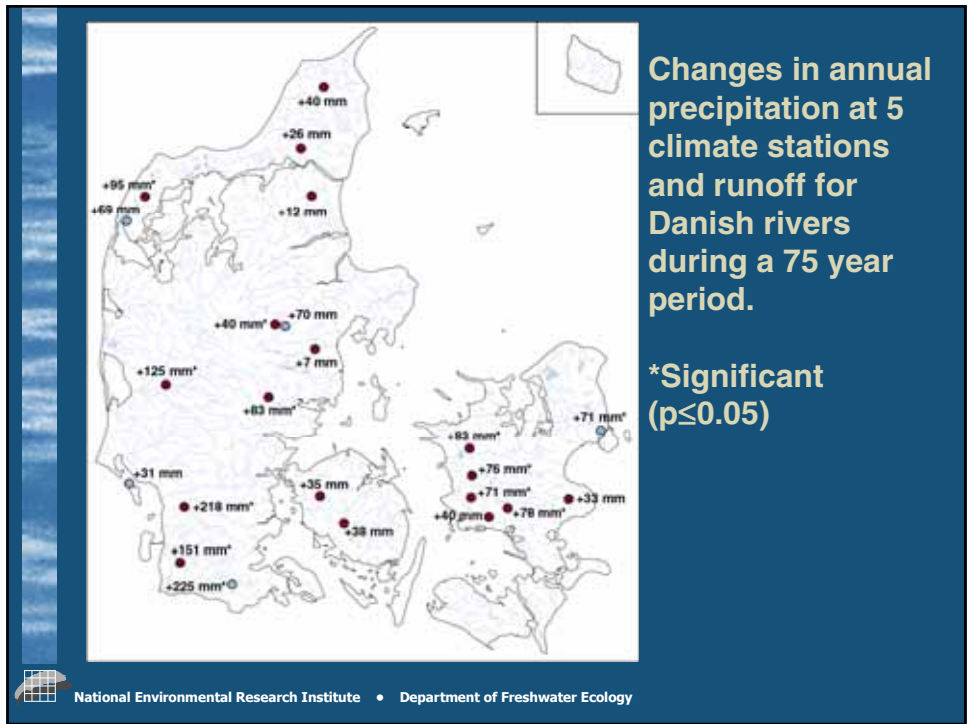 Changes in annual
precipitation at 5
climate stations
and runoff for
Danish rivers
during a 75 year
period.
*Significant
(p≤0.05)
+40 mm
+26 mm
+95 mm*
+69 mm
+12 mm
+70 mm
+40 mm*
+7 mm
+125 mm*
+83 mm*
+71 mm*
+83 mm*
+31 mm
+76 mm*
+35 mm
+71 mm*
+33 mm
+218 mm*
+40 mm
+78 mm*
+38 mm
+151 mm*
+225 mm*
National Environmental Research Institute • Department of Freshwater Ecology